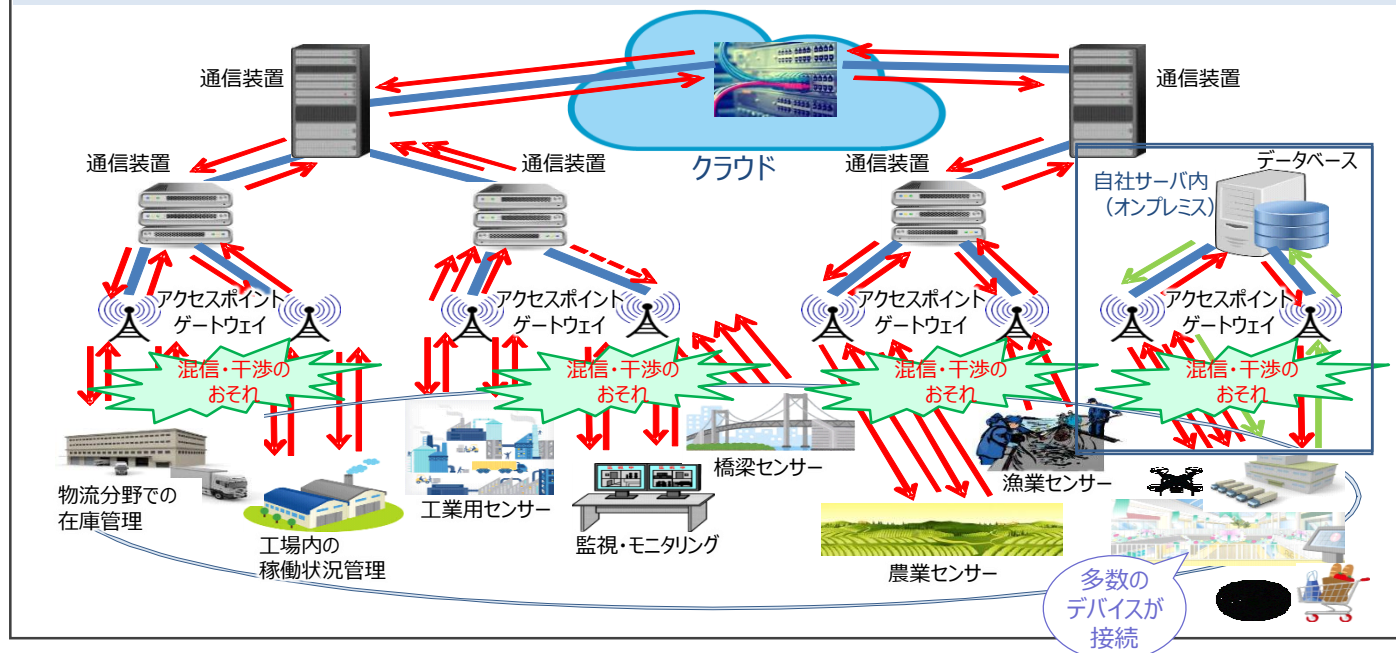 通信装置
通信装置
クラウド
通信装置
通信装置
通信装置
データベース
自社サーバ内
（オンプレミス）
アクセスポイント
ゲートウェイ
アクセスポイント
ゲートウェイ
アクセスポイント
ゲートウェイ
アクセスポイント
ゲートウェイ
混信・干渉の
おそれ
混信・干渉の
おそれ
混信・干渉の
おそれ
混信・干渉の
おそれ
物流分野での
在庫管理
工場内の
稼働状況管理
工業用センサー
監視・モニタリング
橋梁センサー
農業センサー
漁業センサー
多数の
デバイスが
接続